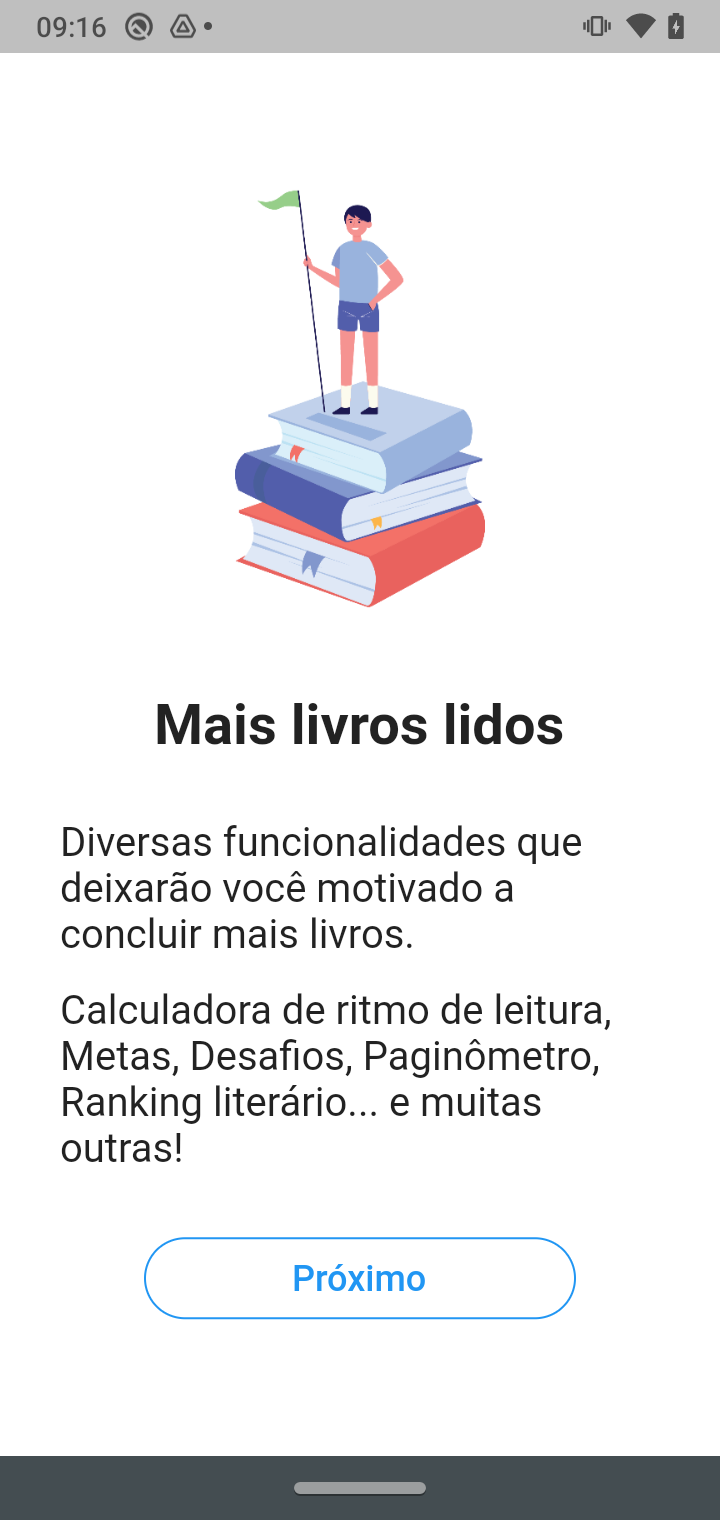 09:16
Mais livros lidos
Diversas funcionalidades que
deixarão você motivado a
concluir mais livros.
Calculadora de ritmo de leitura,
Metas, Desafios, Paginômetro,
Ranking literário... e muitas
outras!
Próximo